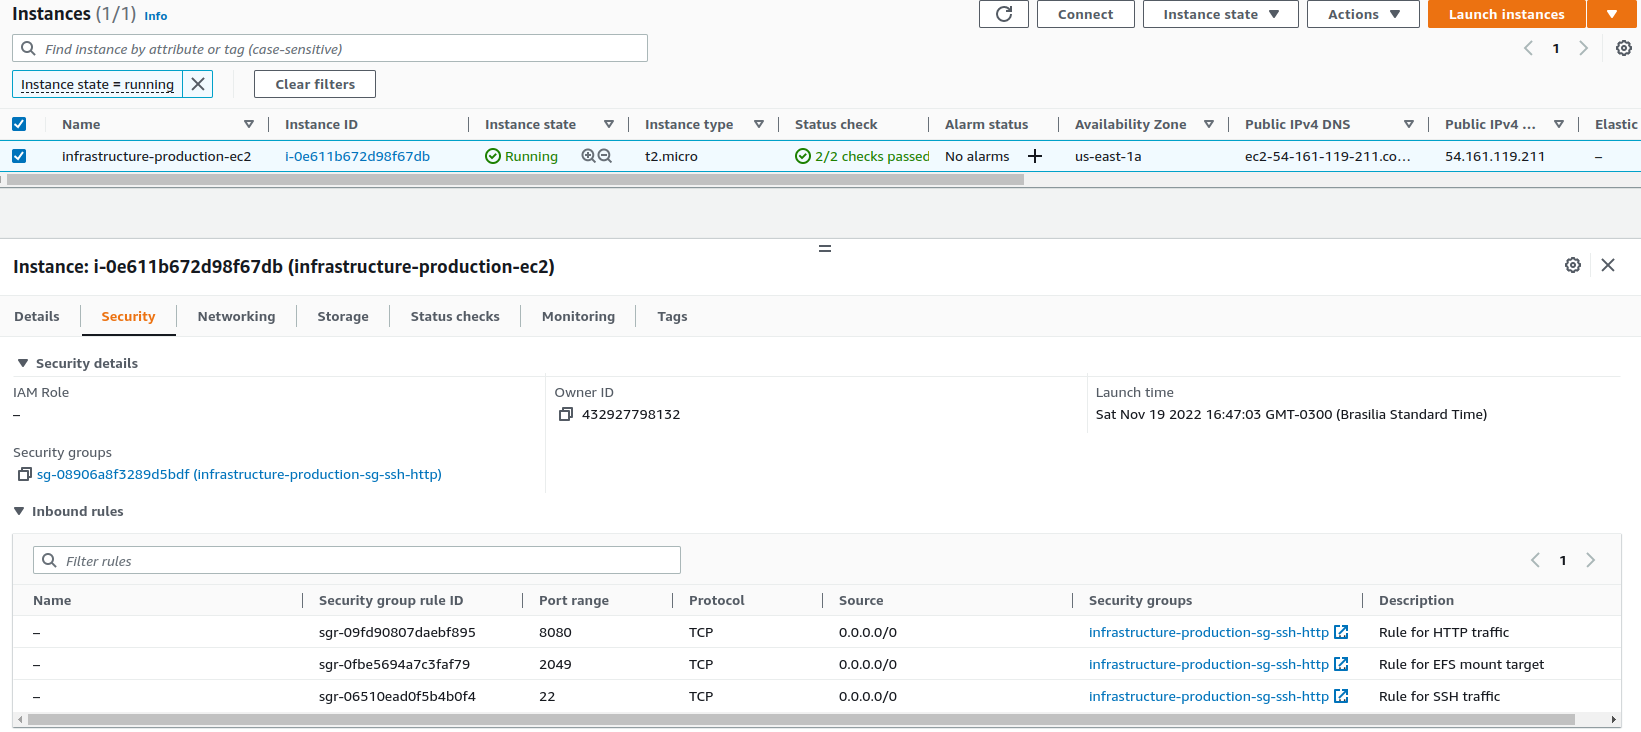 Instances (1/1) Info
Connect Instance state Actions Launch instances
Find instance by attribute or tag (case-sensitive)
1
Instance state = running Clear filters
Name Instance ID Instance state Instance type Status check Alarm status Availability Zone Public IPv4 DNS Public IPv4 ... Elastic
infrastructure-production-ec2 i-0e611b672d98f67db Running t2.micro 2/2 checks passed No alarms + us-east-1a ec2-54-161-119-211.co... 54.161.119.211 –
Instance: i-0e611b672d98f67db (infrastructure-production-ec2)
Details Security Networking Storage Status checks Monitoring Tags
Security details
IAM Role Owner ID Launch time
– 432927798132 Sat Nov 19 2022 16:47:03 GMT-0300 (Brasilia Standard Time)
Security groups
sg-08906a8f3289d5bdf (infrastructure-production-sg-ssh-http)
Inbound rules
Filter rules
1
Name Security group rule ID Port range Protocol Source Security groups Description
– sgr-09fd90807daebf895 8080 TCP 0.0.0.0/0 infrastructure-production-sg-ssh-http Rule for HTTP traffic
– sgr-0fbe5694a7c3faf79 2049 TCP 0.0.0.0/0 infrastructure-production-sg-ssh-http Rule for EFS mount target
– sgr-06510ead0f5b4b0f4 22 TCP 0.0.0.0/0 infrastructure-production-sg-ssh-http Rule for SSH traffic